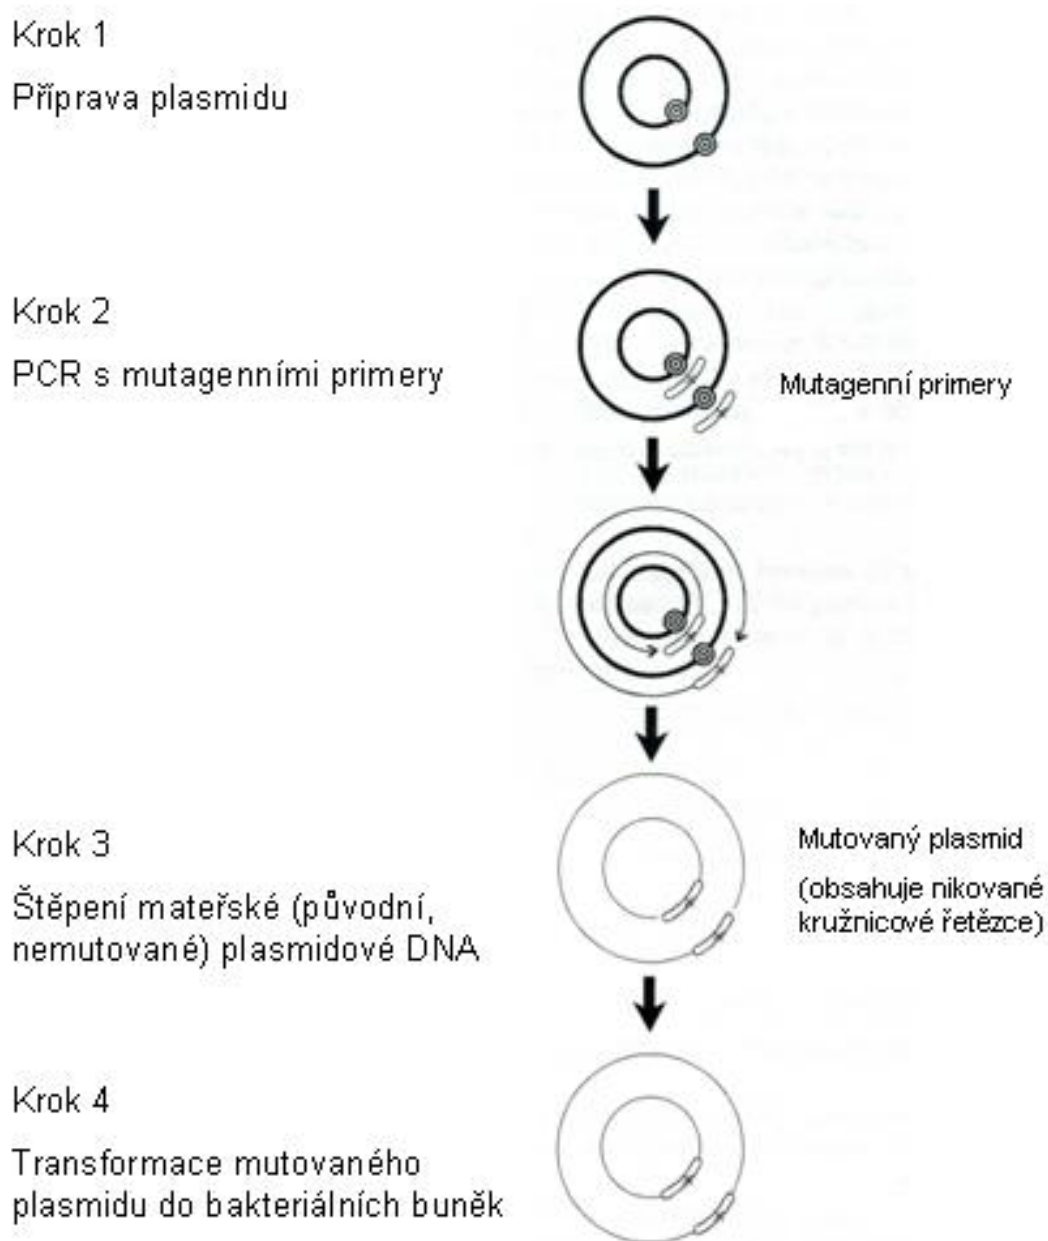 Krok 1
Příprava plasmidu
Krok 2
PCR s mutagenními primery
Mutagenní primery
Krok 3
Štěpení mateřské (původní,
nemutované) plasmidové DNA
Mutovaný plasmid
(obsahuje nikované
kružnicové řetězce)
Krok 4
Transformace mutovaného
plasmidu do bakteriálních buněk